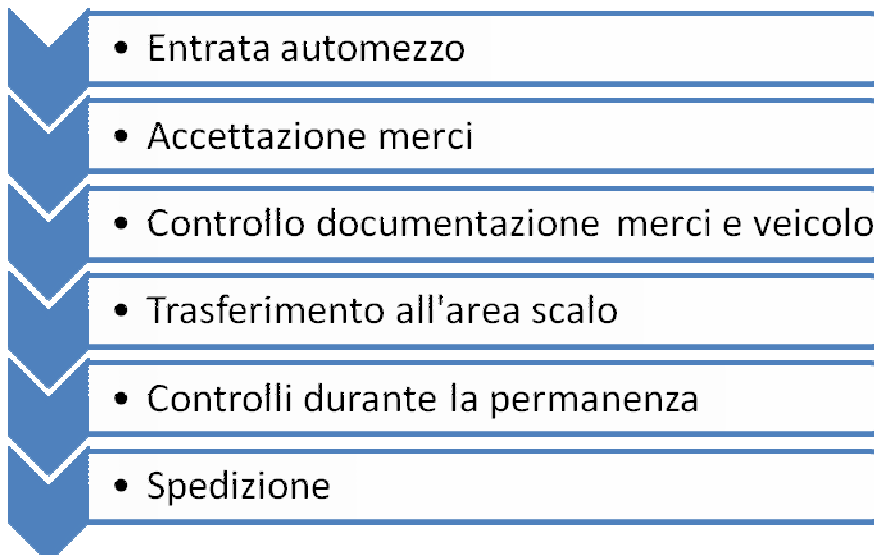 • Entrata automezzo
• Accettazione merci
• Controllo documentazione merci e veicolo
• Trasferimento all'area scalo
• Controlli durante la permanenza
• Spedizione